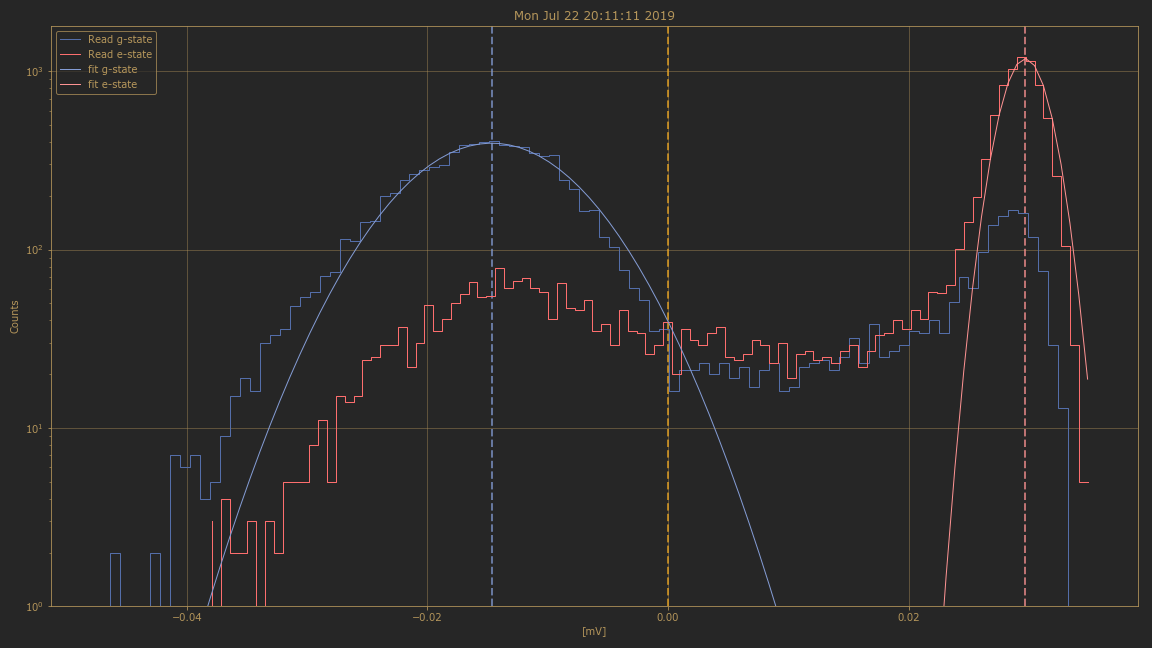 Mon Jul 22 20:11:11 2019
Read g-state
Read e-state
fit g-state
fit e-state
10³
10²
10¹
10⁰
Counts
−0.04
−0.02
0.00
0.02
[mV]